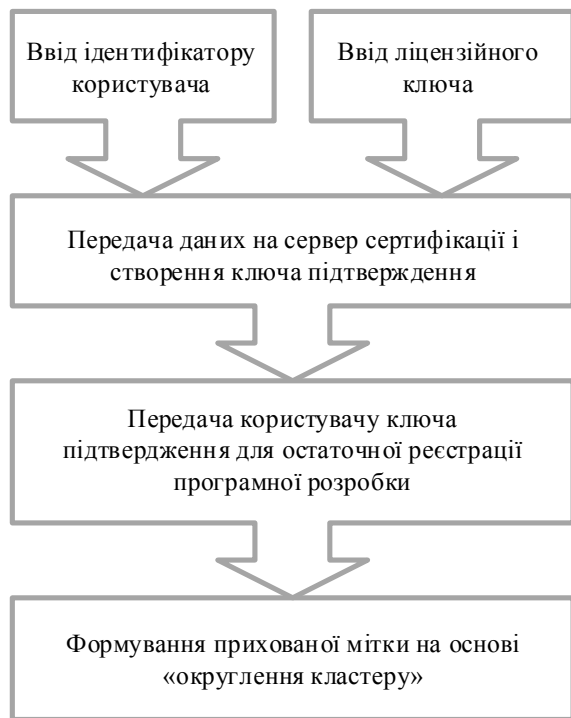 Ввід ідентифікатору
користувача
Ввід ліцензійного
ключа
Передача даних на сервер сертифікації і
створення ключа підтверждення
Передача користувачу ключа
підтвердження для остаточної реєстрації
програмної розробки
Формування прихованої мітки на основі
«округлення кластеру»